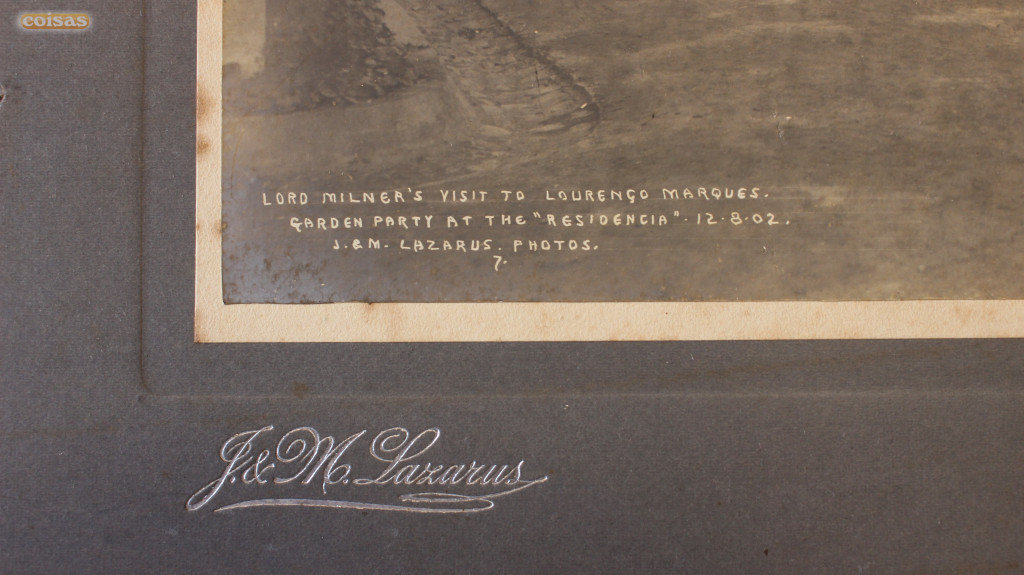 coisas
LORD MILNER'S VISIT TO LOURENÇO MARQUES.
GARDEN PARTY AT THE "RESIDENCIA". 12.8.02.
J. & M. LAZARUS. PHOTOS.
7.
J. & M. Lazarus